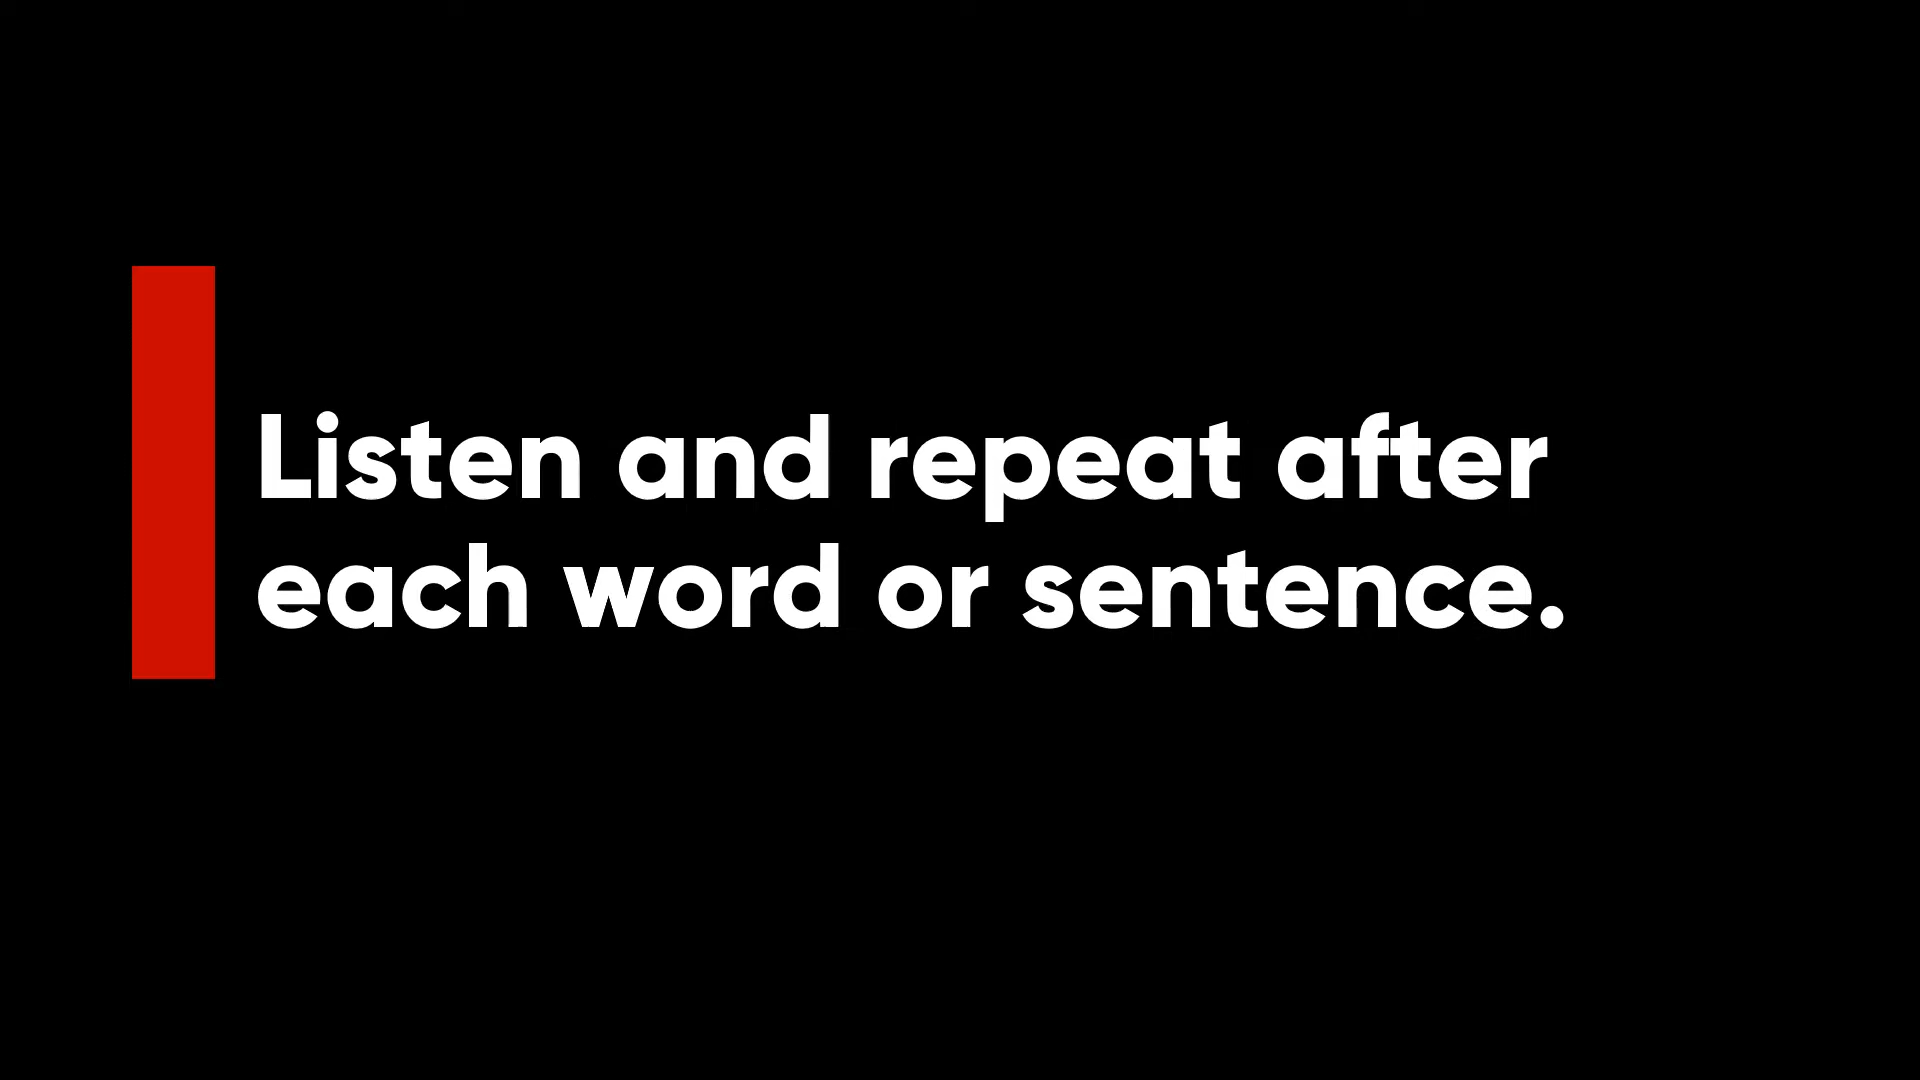 Listen and repeat after
each word or sentence.